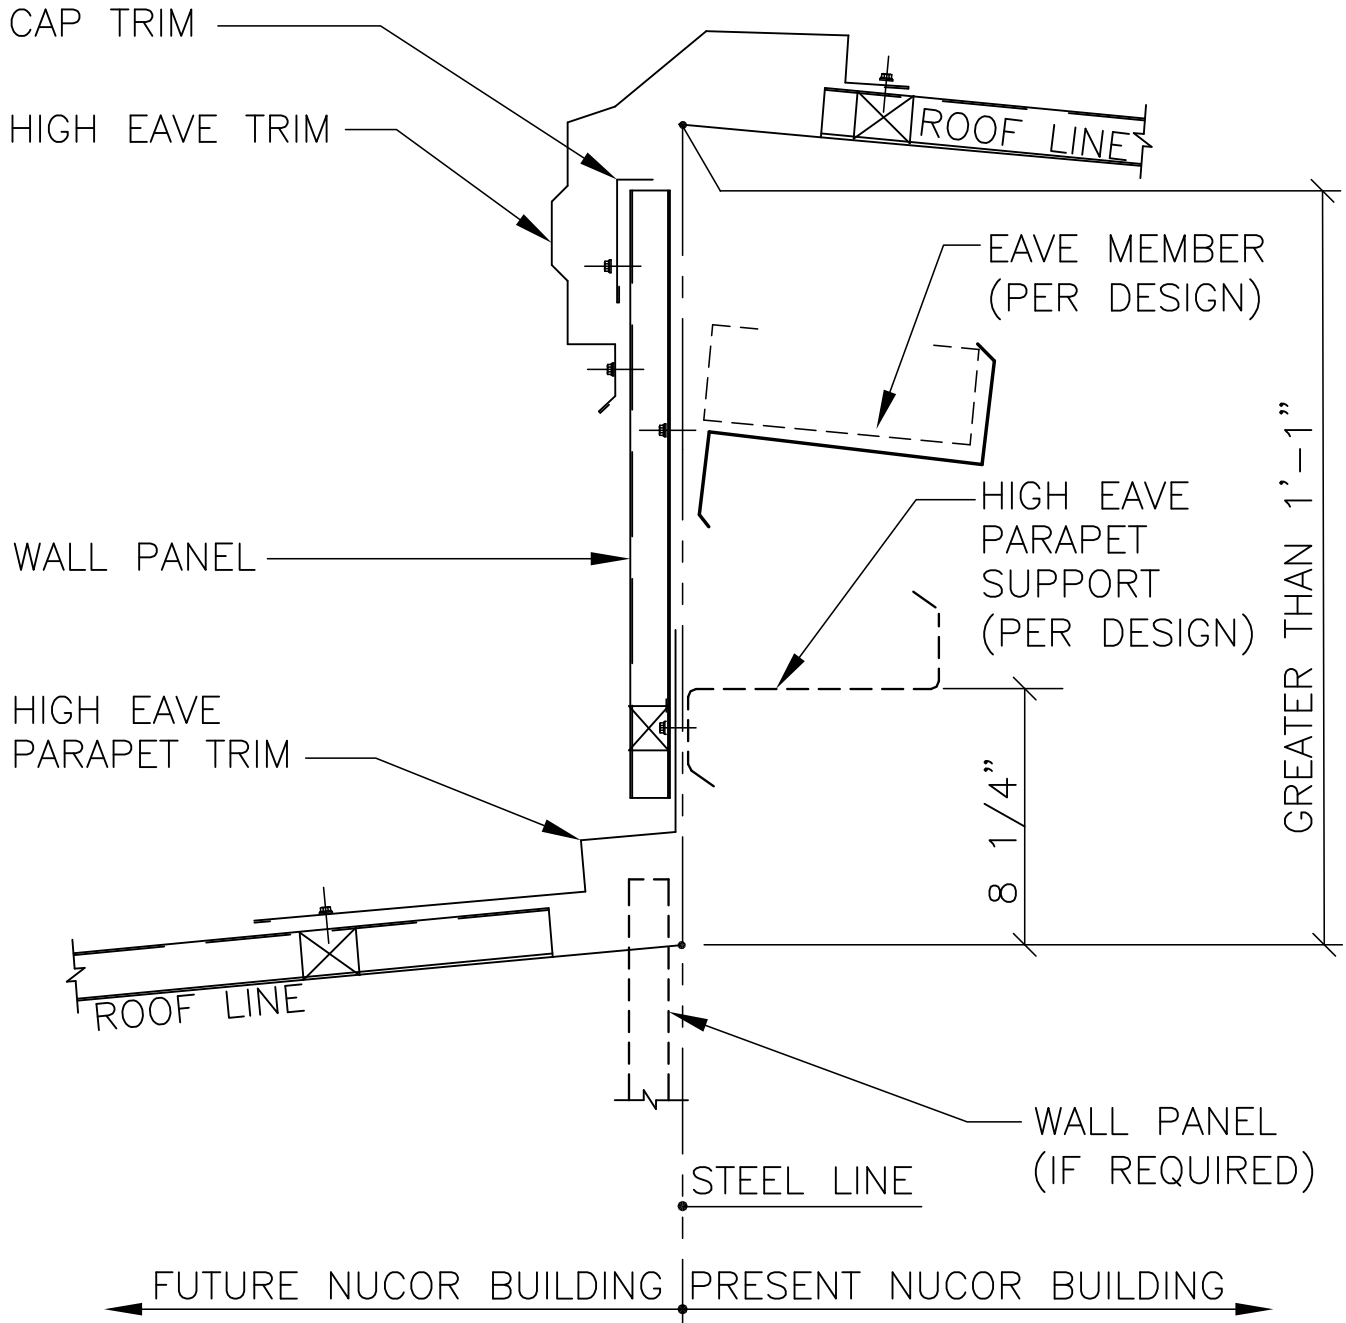 CAP TRIM
HIGH EAVE TRIM
ROOF LINE
EAVE MEMBER
(PER DESIGN)
HIGH EAVE
PARAPET
SUPPORT
(PER DESIGN)
GREATER THAN 1'-1"
WALL PANEL
HIGH EAVE
PARAPET TRIM
8 1/4"
ROOF LINE
WALL PANEL
(IF REQUIRED)
STEEL LINE
FUTURE NUCOR BUILDING
PRESENT NUCOR BUILDING